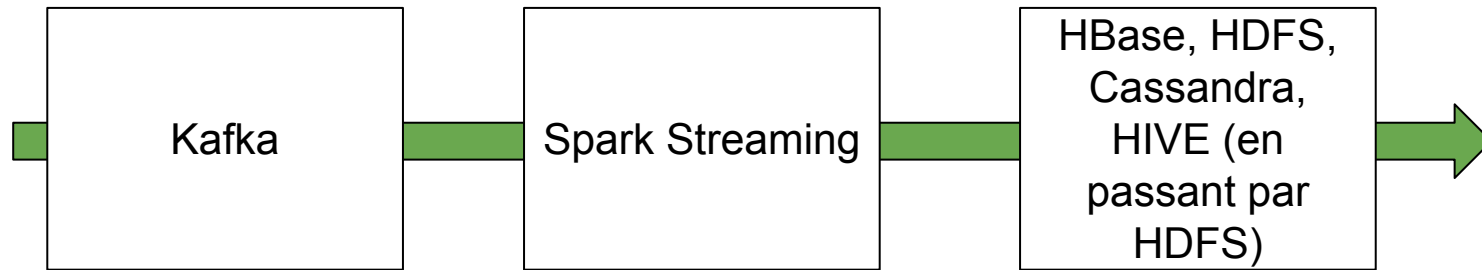 Kafka
Spark Streaming
HBase, HDFS,
Cassandra,
HIVE (en
passant par
HDFS)